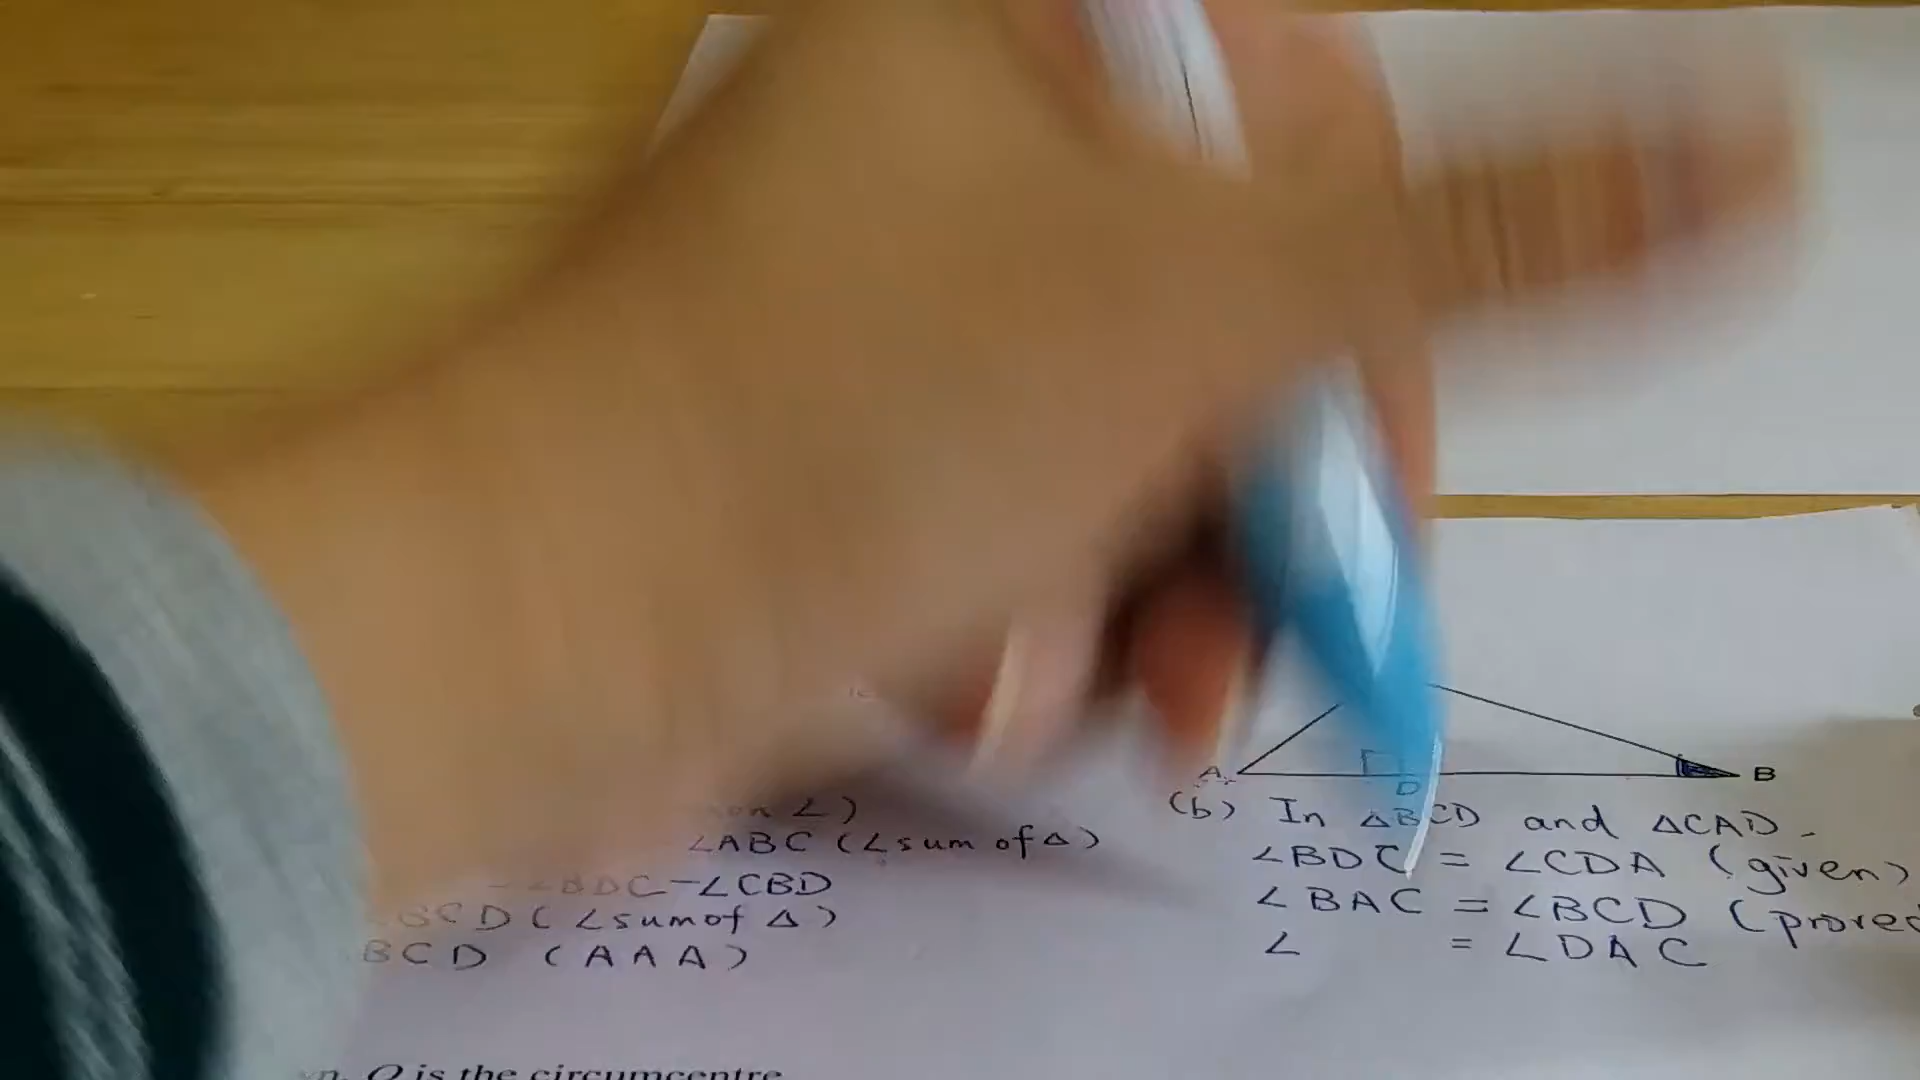 ∠)
∠ABC (∠sum of △)
∠BDC-∠CBD
BCD (∠sum of △)
BCD (AAA)
A
B
D
(b) In △BCD and △CAD
∠BDC = ∠CDA (given)
∠BAC = ∠BCD (proved
∠ = ∠DAC
O is the circumcentre